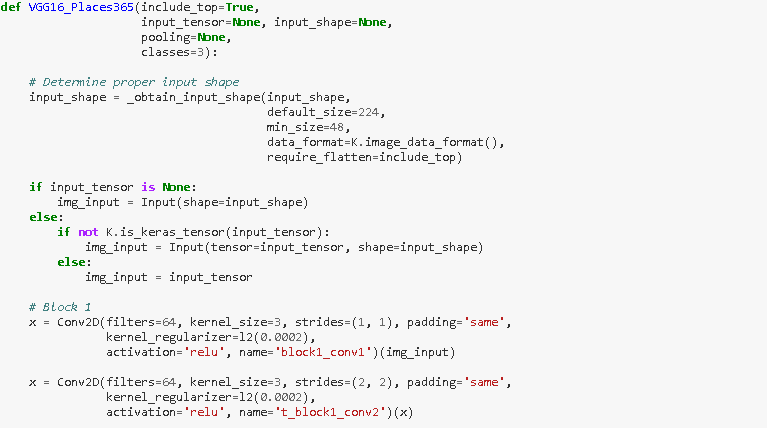 def VGG16_Places365(include_top=True,
                    input_tensor=None, input_shape=None,
                    pooling=None,
                    classes=3):

    # Determine proper input shape
    input_shape = _obtain_input_shape(input_shape,
                                      default_size=224,
                                      min_size=48,
                                      data_format=K.image_data_format(),
                                      require_flatten=include_top)

    if input_tensor is None:
        img_input = Input(shape=input_shape)
    else:
        if not K.is_keras_tensor(input_tensor):
            img_input = Input(tensor=input_tensor, shape=input_shape)
        else:
            img_input = input_tensor

    # Block 1
    x = Conv2D(filters=64, kernel_size=3, strides=(1, 1), padding='same',
               kernel_regularizer=l2(0.0002),
               activation='relu', name='block1_conv1')(img_input)

    x = Conv2D(filters=64, kernel_size=3, strides=(2, 2), padding='same',
               kernel_regularizer=l2(0.0002),
               activation='relu', name='t_block1_conv2')(x)